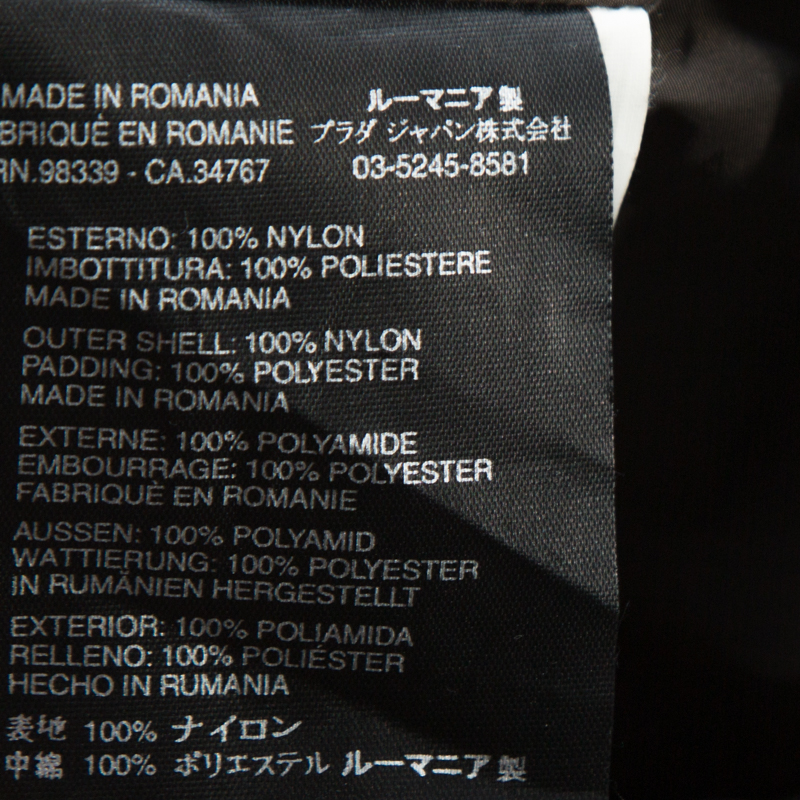 MADE IN ROMANIA ルーマニア製
BRIQUÈ EN ROMANIE プラダ ジャパン株式会社
RN.98339 - CA.34767 03-5245-8581
ESTERNO: 100% NYLON
IMBOTTITURA: 100% POLIESTERE
MADE IN ROMANIA
OUTER SHELL: 100% NYLON
PADDING: 100% POLYESTER
MADE IN ROMANIA
EXTERNE: 100% POLYAMIDE
EMBOURRAGE: 100% POLYESTER
FABRIQUÈ EN ROMANIE
AUSSEN: 100% POLYAMID
WATTIERUNG: 100% POLYESTER
IN RUMÄNIEN HERGESTELLT
EXTERIOR: 100% POLIAMIDA
RELLENO: 100% POLIÉSTER
HECHO IN RUMANIA
表地 100% ナイロン
中綿 100% ポリエステル ルーマニア製